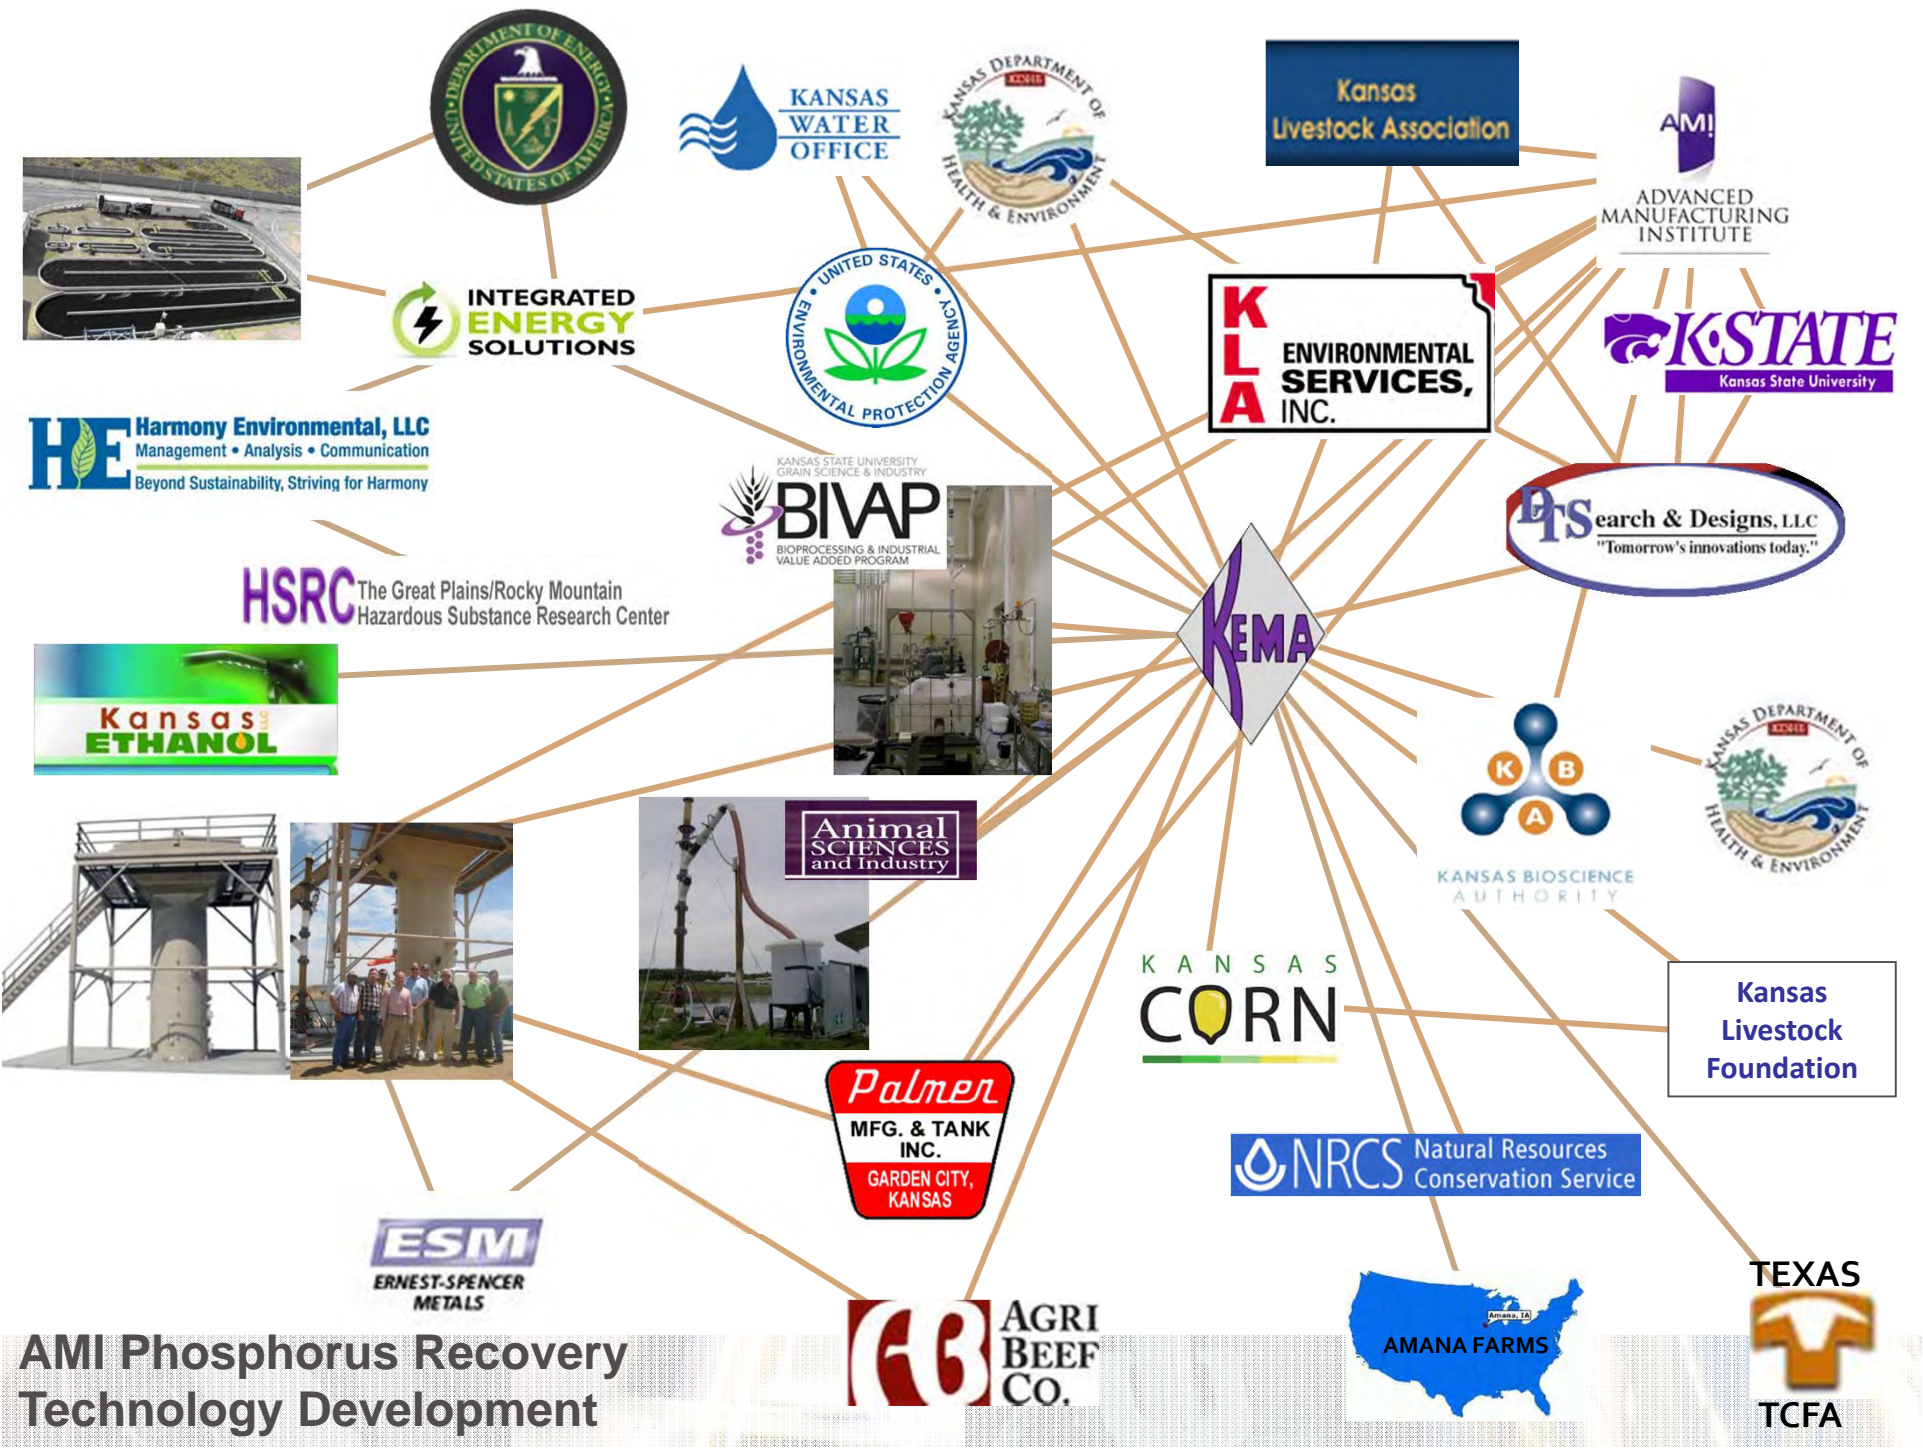 UNITED STATES OF AMERICA
DEPARTMENT OF ENERGY
KANSAS
WATER
OFFICE
KANSAS DEPARTMENT OF
HEALTH & ENVIRONMENT
Kansas
Livestock Association
AMI
ADVANCED
MANUFACTURING
INSTITUTE
INTEGRATED
ENERGY
SOLUTIONS
UNITED STATES
ENVIRONMENTAL PROTECTION AGENCY
KLA
ENVIRONMENTAL
SERVICES,
INC.
K·STATE
Kansas State University
HE
Harmony Environmental, LLC
Management • Analysis • Communication
Beyond Sustainability, Striving for Harmony
KANSAS STATE UNIVERSITY
GRAIN SCIENCE & INDUSTRY
BIVAP
BIOPROCESSING & INDUSTRIAL
VALUE ADDED PROGRAM
DTSearch & Designs, LLC
"Tomorrow's innovations today."
HSRC
The Great Plains/Rocky Mountain
Hazardous Substance Research Center
KEMA
Kansas
LLC
ETHANOL
KBA
KANSAS BIOSCIENCE
AUTHORITY
KANSAS DEPARTMENT OF
HEALTH & ENVIRONMENT
Animal
SCIENCES
and Industry
KANSAS
CORN
Kansas
Livestock
Foundation
Palmer
MFG. & TANK
INC.
GARDEN CITY,
KANSAS
NRCS
Natural Resources
Conservation Service
ESM
ERNEST-SPENCER
METALS
AGRI
BEEF
CO.
Amana, IA
AMANA FARMS
TEXAS
TCFA
AMI Phosphorus Recovery
Technology Development